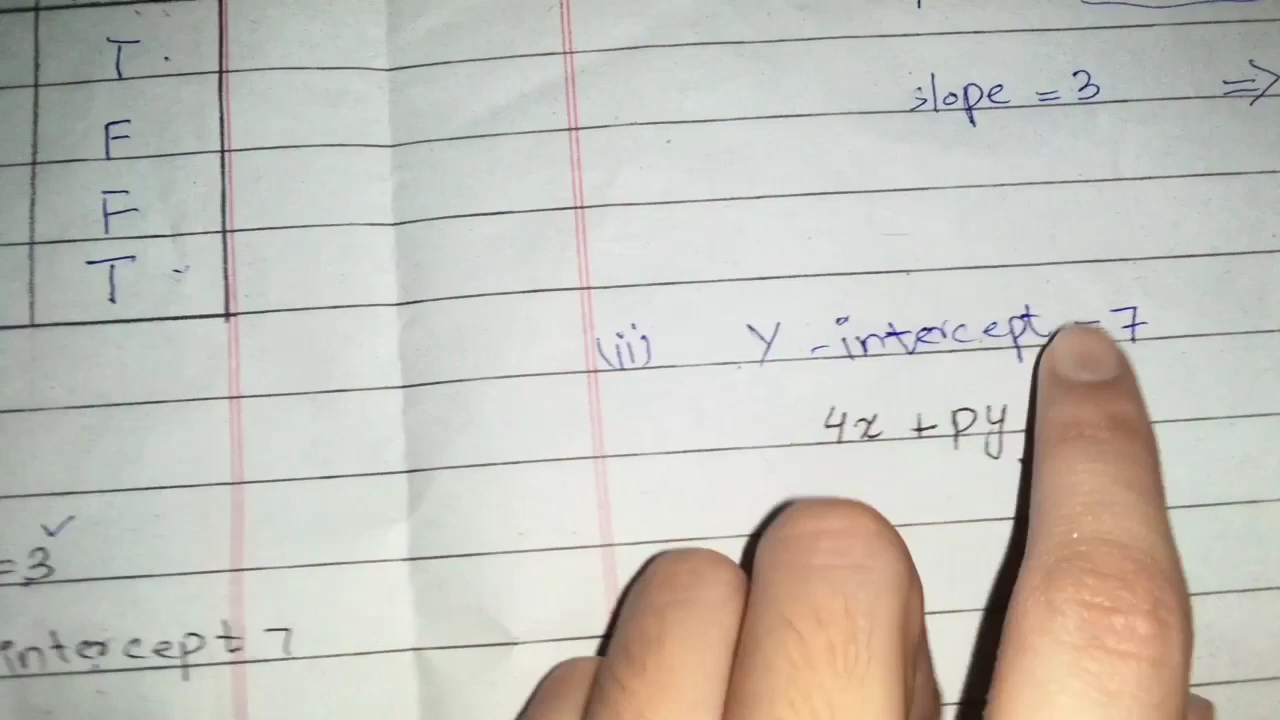 T.
F
F
T
slope = 3 =>
(ii) Y-intercept = 7
4x + py
=3
intercept 7